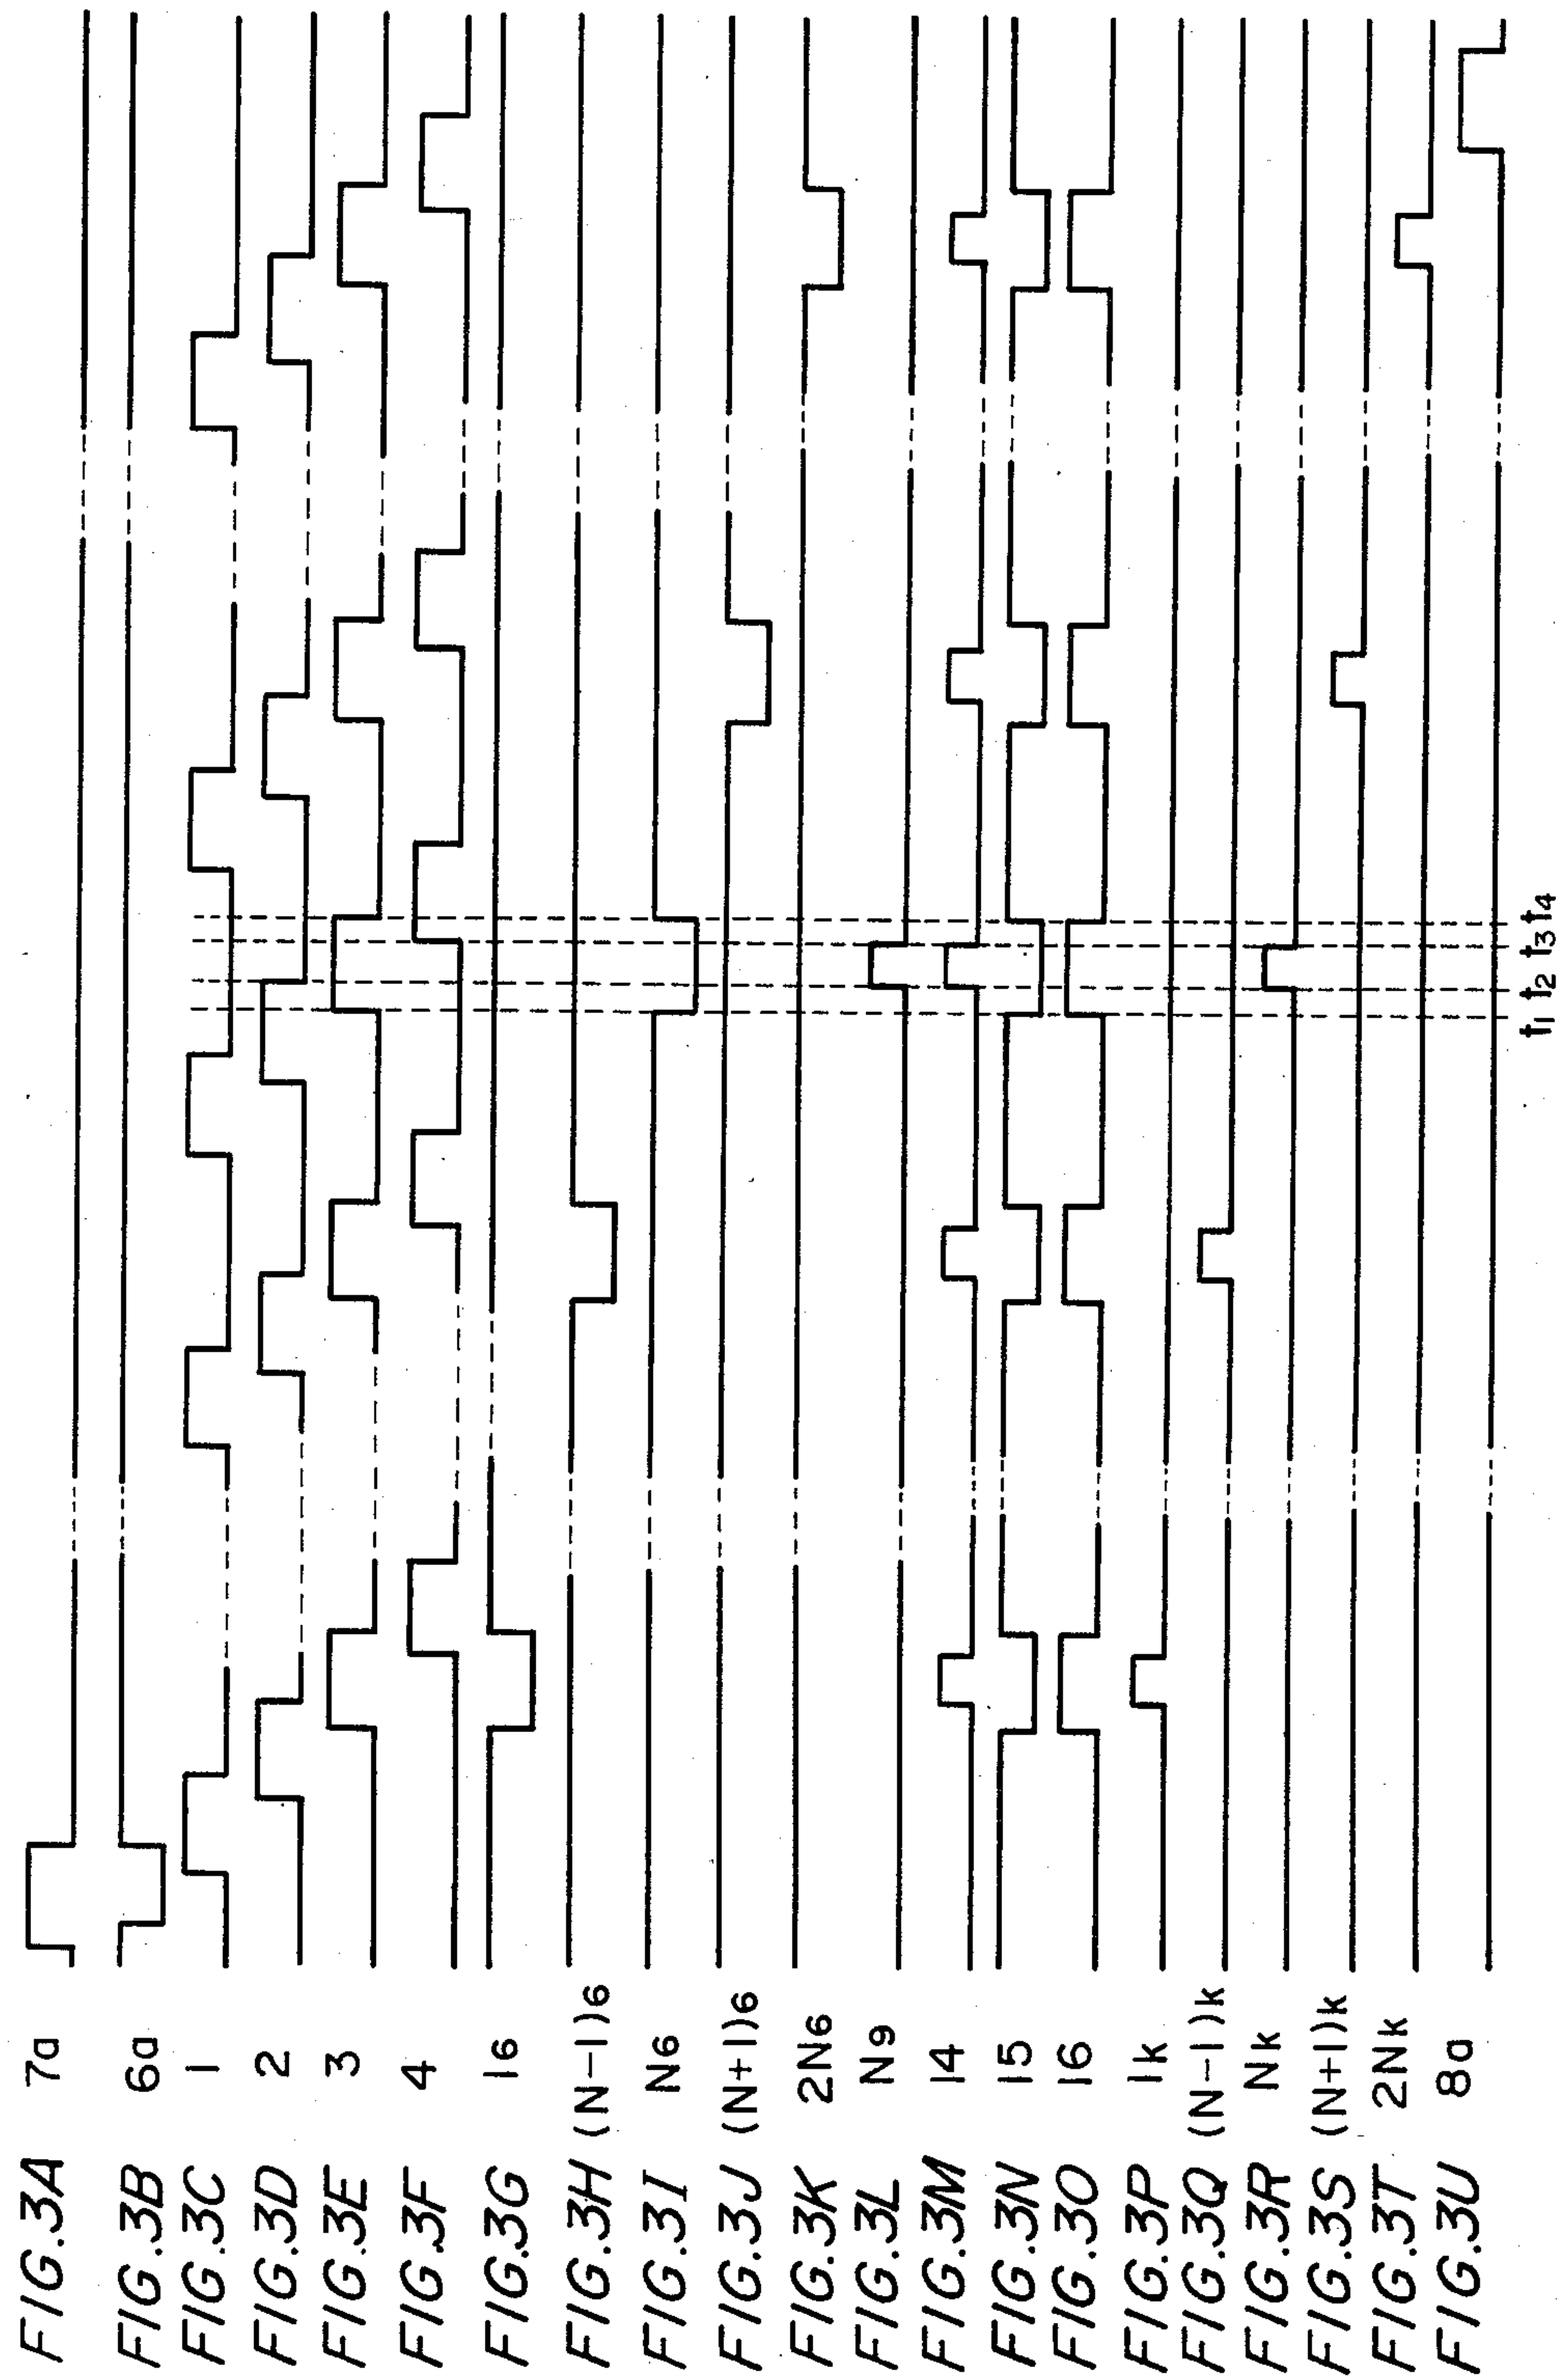 FIG.3A 7a
FIG.3B 6a
FIG.3C 1
FIG.3D 2
FIG.3E 3
FIG.3F 4
FIG.3G 16
FIG.3H (N-1)6
FIG.3I N6
FIG.3J (N+1)6
FIG.3K 2N6
FIG.3L N9
FIG.3M 14
FIG.3N 15
FIG.3O 16
FIG.3P 1k
FIG.3Q (N-1)k
FIG.3R Nk
FIG.3S (N+1)k
FIG.3T 2Nk
FIG.3U 8a
t1 t2 t3 t4